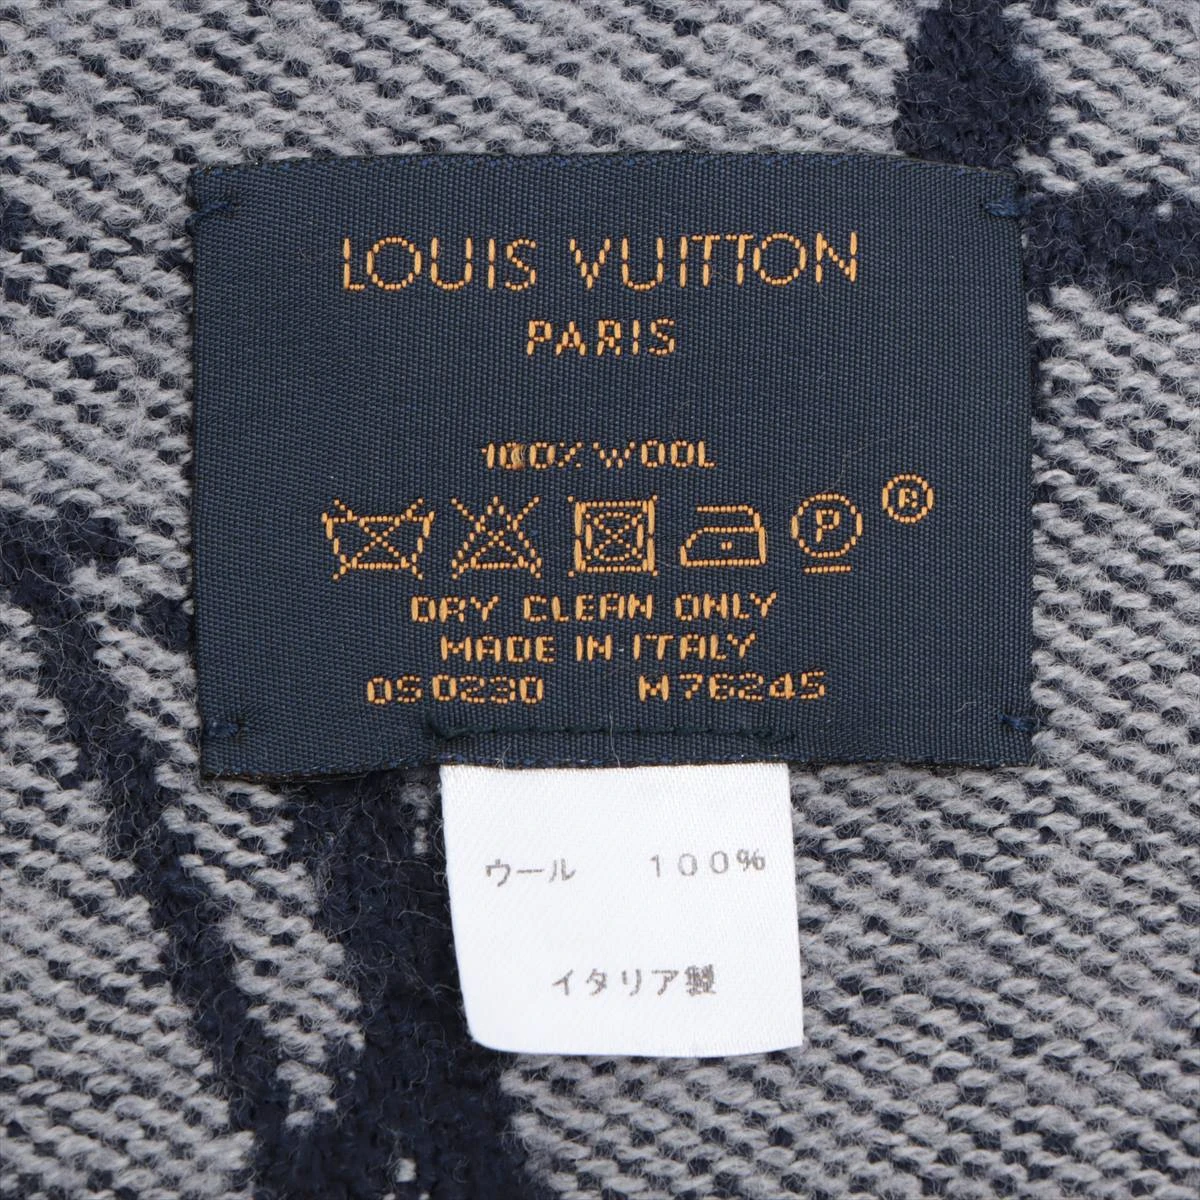 LOUIS VUITTON
PARIS
100% WOOL
P ®
DRY CLEAN ONLY
MADE IN ITALY
OS0230 M76245
ウール 100%
イタリア製